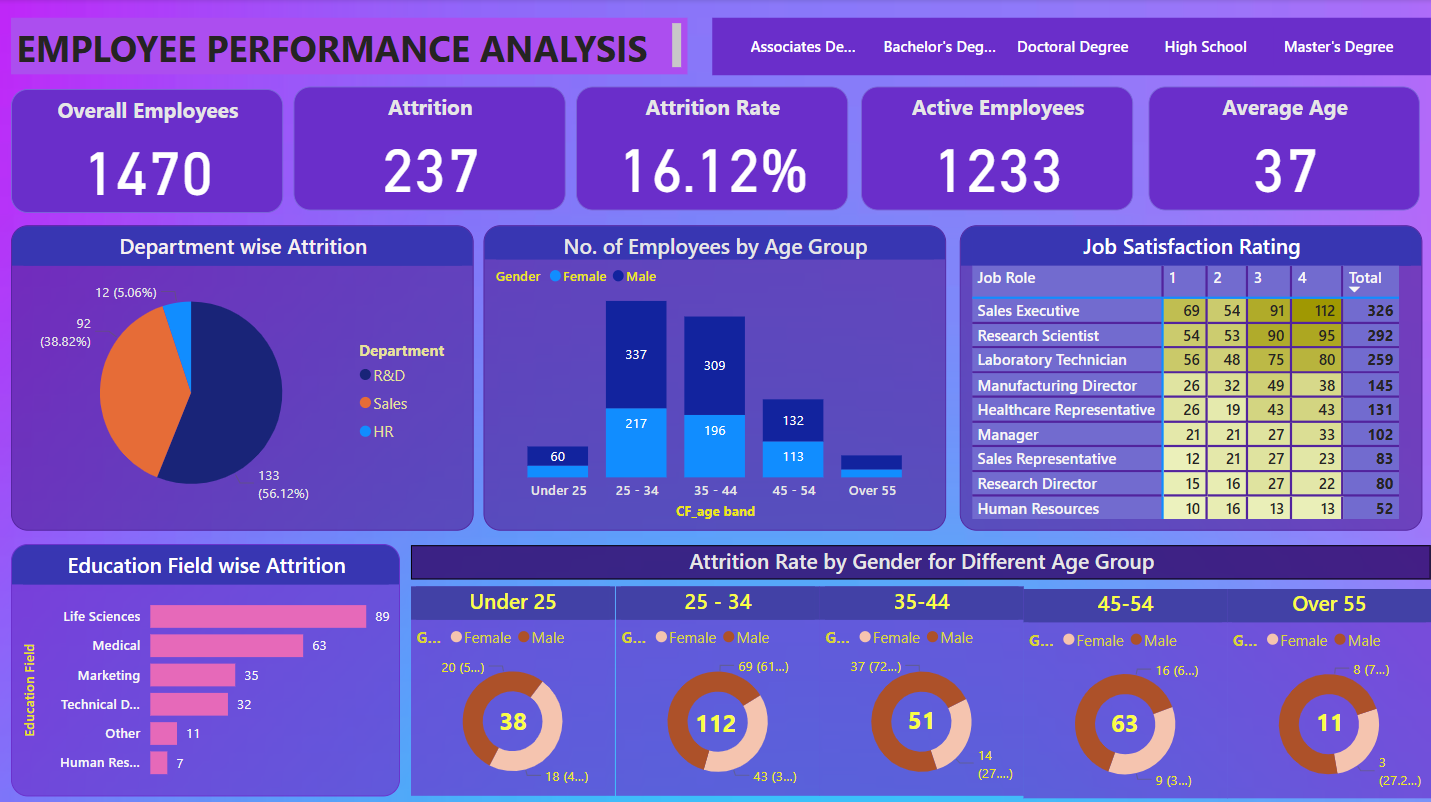 EMPLOYEE PERFORMANCE ANALYSIS
Associates De... Bachelor's Deg... Doctoral Degree High School Master's Degree
Overall Employees
1470
Attrition
237
Attrition Rate
16.12%
Active Employees
1233
Average Age
37
Department wise Attrition
12 (5.06%)
92
(38.82%)
133
(56.12%)
Department
R&D
Sales
HR
No. of Employees by Age Group
Gender Female Male
60
337
217
309
196
132
113
Under 25 25 - 34 35 - 44 45 - 54 Over 55
CF_age band
Job Satisfaction Rating
Job Role 1 2 3 4 Total
Sales Executive 69 54 91 112 326
Research Scientist 54 53 90 95 292
Laboratory Technician 56 48 75 80 259
Manufacturing Director 26 32 49 38 145
Healthcare Representative 26 19 43 43 131
Manager 21 21 27 33 102
Sales Representative 12 21 27 23 83
Research Director 15 16 27 22 80
Human Resources 10 16 13 13 52
Education Field wise Attrition
Education Field
Life Sciences 89
Medical 63
Marketing 35
Technical D... 32
Other 11
Human Res... 7
Attrition Rate by Gender for Different Age Group
Under 25
G... Female Male
20 (5...)
38
18 (4...)
25 - 34
G... Female Male
69 (61...)
112
43 (3...)
35-44
G... Female Male
37 (72...)
51
14
(27....)
45-54
G... Female Male
16 (6...)
63
9 (3...)
Over 55
G... Female Male
8 (7...)
11
3
(27.2...)